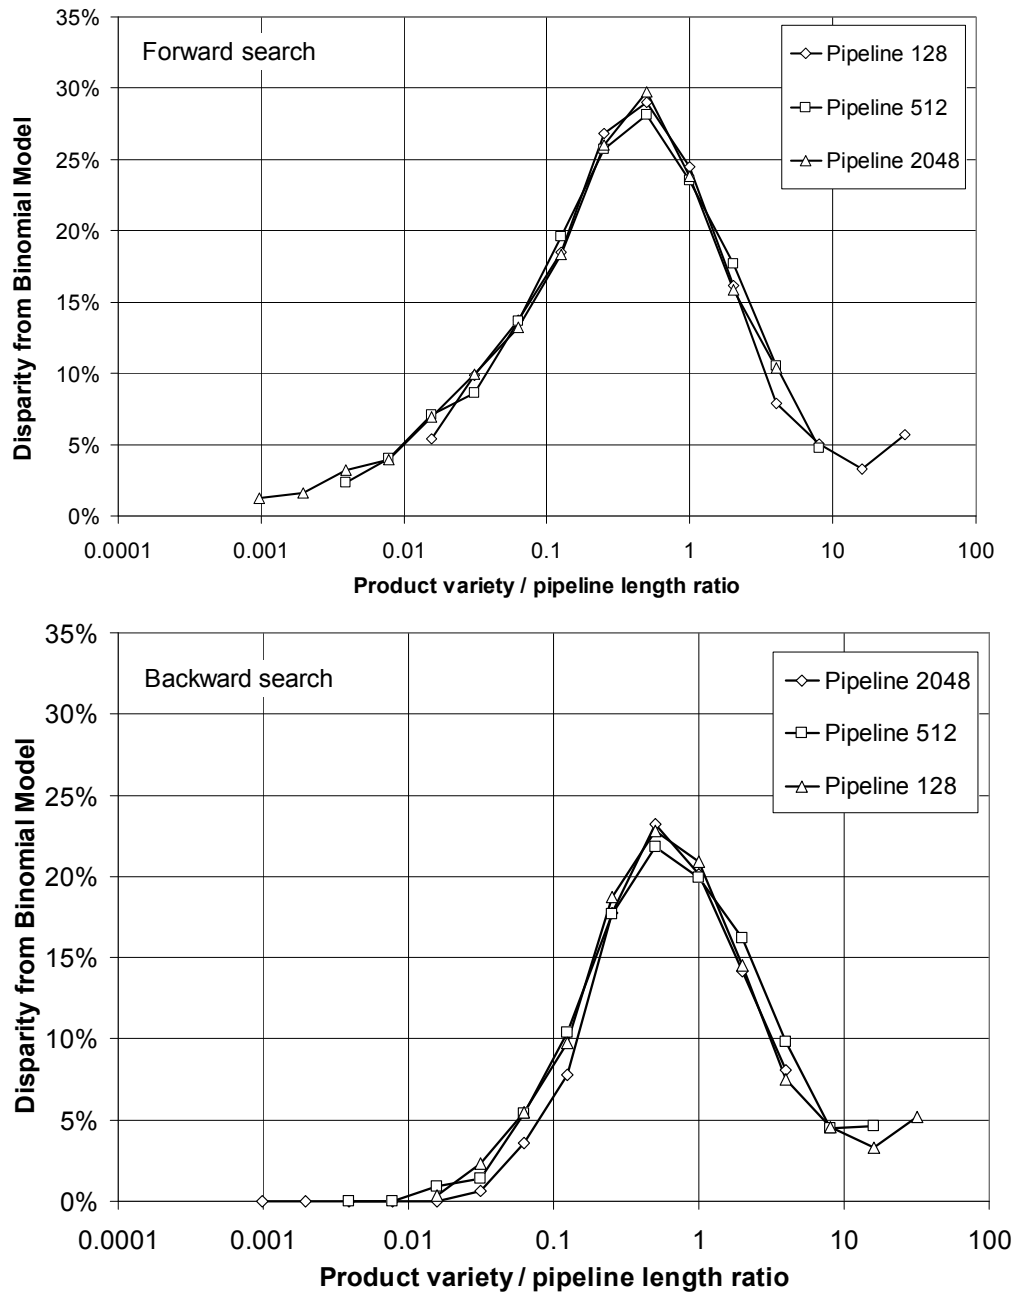 35%
Forward search
Pipeline 128
30%
Pipeline 512
25%
Pipeline 2048
20%
15%
10%
5%
0%
Disparity from Binomial Model
0.0001 0.001 0.01 0.1 1 10 100
Product variety / pipeline length ratio
35%
Backward search
Pipeline 2048
30%
Pipeline 512
25%
Pipeline 128
20%
15%
10%
5%
0%
Disparity from Binomial Model
0.0001 0.001 0.01 0.1 1 10 100
Product variety / pipeline length ratio